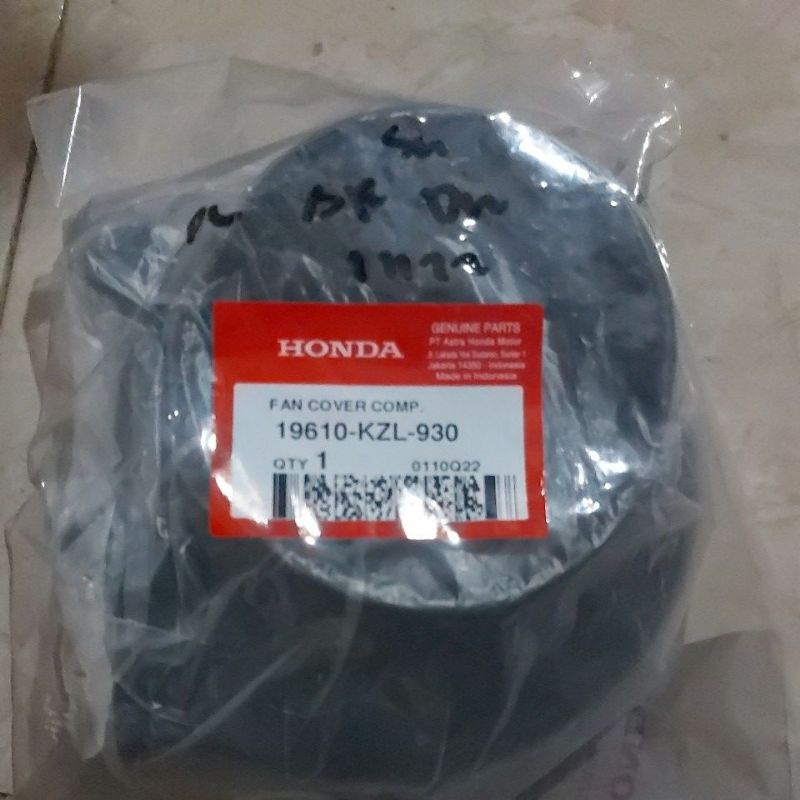 HONDA
GENUINE PARTS
PT Astra Honda Motor
Jl. Laksda Yos Sudarso, Sunter 1
Jakarta 14350 - Indonesia
Made in Indonesia
FAN COVER COMP.
19610-KZL-930
QTY 1
0110Q22